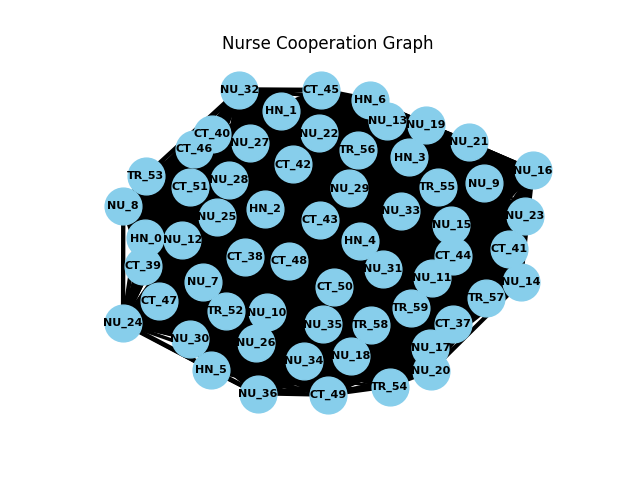 Nurse Cooperation Graph
NU_32
CT_45
HN_6
HN_1
NU_13
NU_19
CT_40
NU_22
NU_27
NU_21
CT_46
TR_56
HN_3
CT_42
NU_16
TR_53
NU_28
NU_9
CT_51
NU_29
TR_55
NU_8
HN_2
NU_33
NU_25
CT_43
NU_23
NU_15
HN_0
NU_12
HN_4
CT_41
CT_38
CT_44
CT_48
CT_39
NU_31
NU_11
NU_7
NU_14
CT_50
CT_47
TR_57
TR_59
TR_52
NU_10
NU_24
NU_35
TR_58
CT_37
NU_30
NU_26
NU_17
NU_18
NU_34
HN_5
NU_20
TR_54
NU_36
CT_49